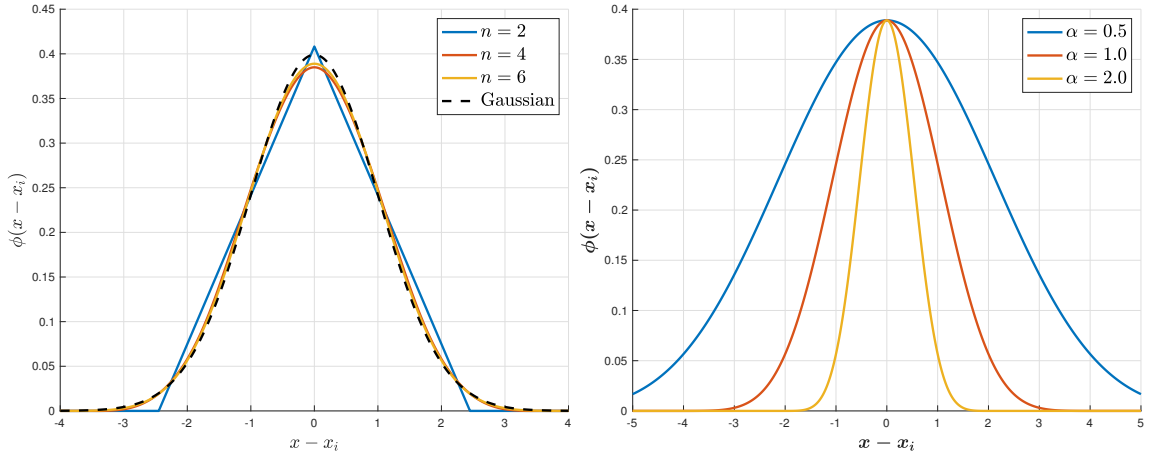 0.45
0.4
0.35
0.3
0.25
0.2
0.15
0.1
0.05
0
-4 -3 -2 -1 0 1 2 3 4
x − x_i
ϕ(x − x_i)
n = 2
n = 4
n = 6
Gaussian
0.4
0.35
0.3
0.25
0.2
0.15
0.1
0.05
0
-5 -4 -3 -2 -1 0 1 2 3 4 5
x − x_i
ϕ(x − x_i)
α = 0.5
α = 1.0
α = 2.0